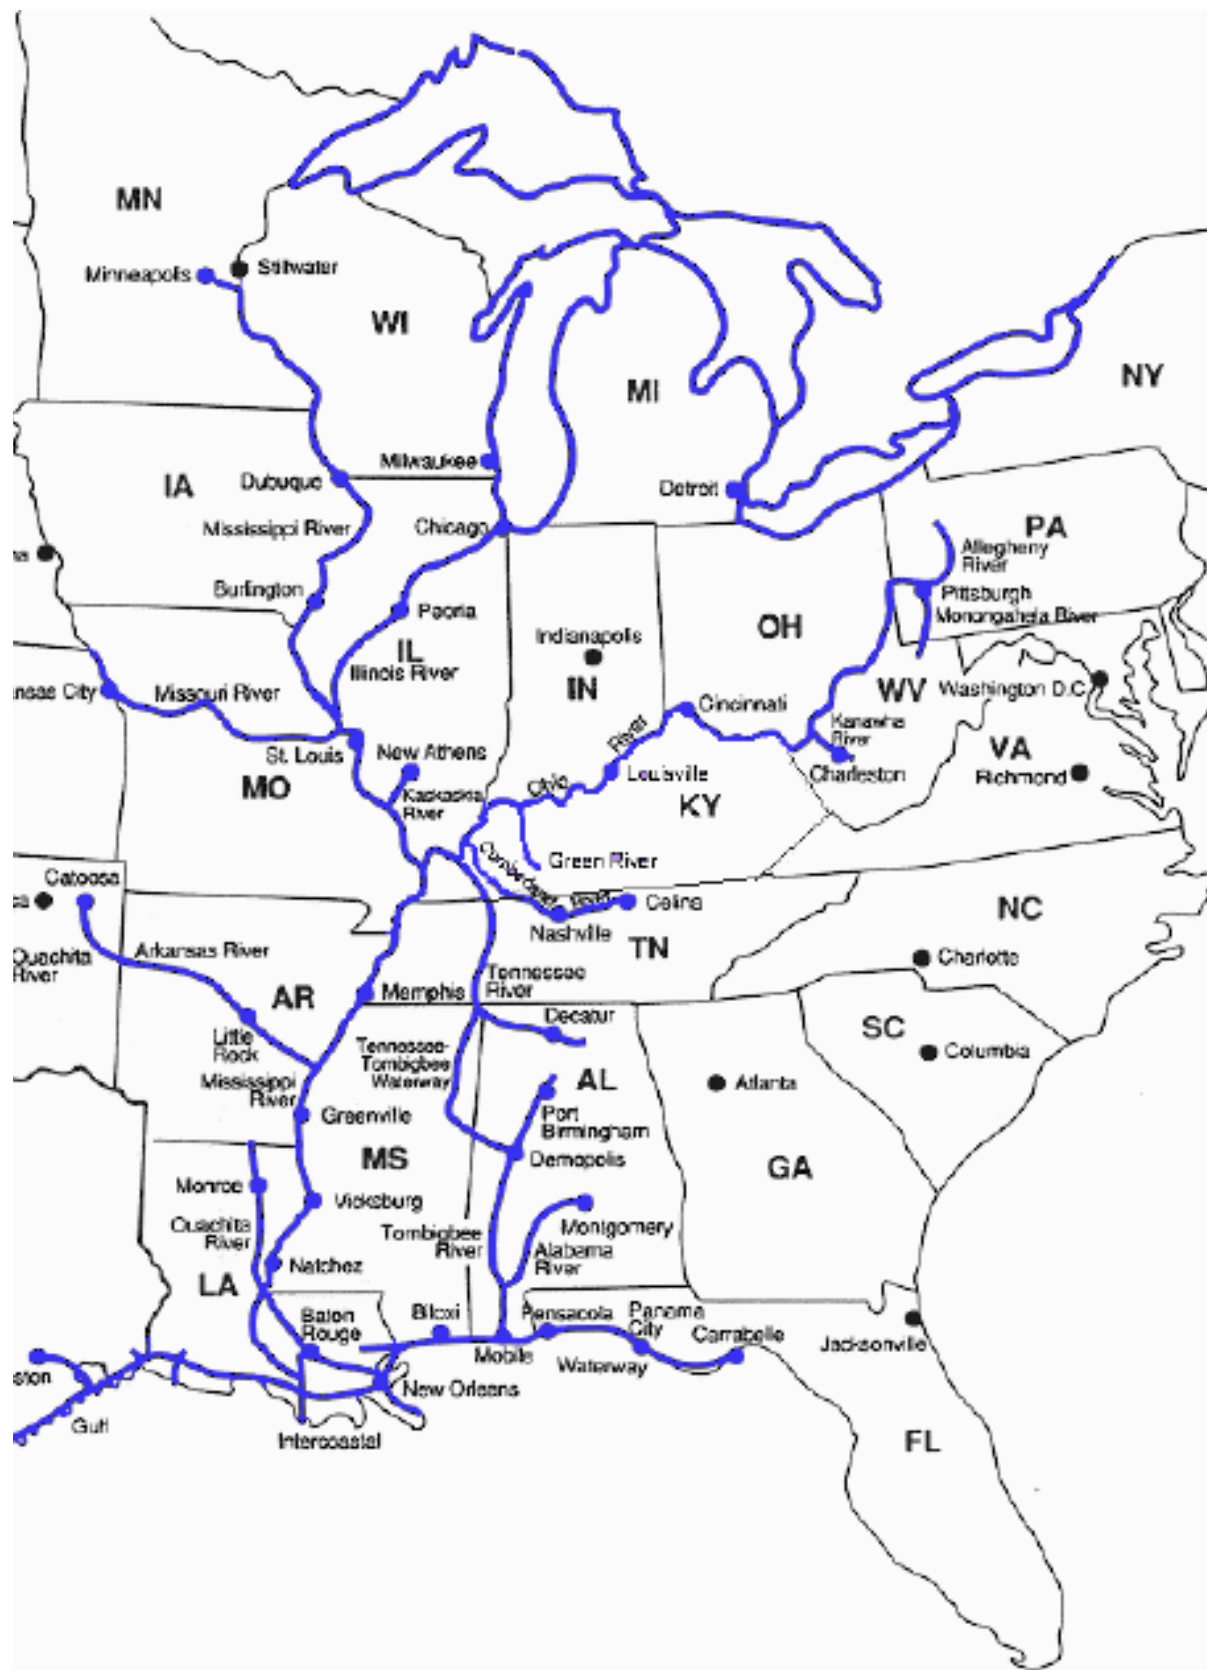 MN
Minneapolis
Stillwater
WI
MI
NY
Milwaukee
IA
Dubuque
Detroit
Mississippi River
Chicago
PA
Allegheny
River
Burlington
Peoria
Pittsburgh
Monongahela River
OH
Indianapolis
IL
Illinois River
IN
WV
Washington D.C
nsas City
Missouri River
Cincinnati
Kanawha
River
St. Louis
New Athens
River
VA
Louisville
Charleston
Richmond
MO
Kaskaskia
River
Ohio
KY
Green River
Cumberland River
Catoosa
Celina
NC
Nashville
TN
Ouachita
River
Arkansas River
Charlotte
Tennessee
River
AR
Memphis
Decatur
SC
Little
Rock
Tennessee-
Tombigbee
Waterway
Columbia
Mississippi
River
AL
Atlanta
Greenville
Port
Birmingham
MS
Demopolis
GA
Monroe
Vicksburg
Ouachita
River
Tombigbee
River
Montgomery
Alabama
River
Natchez
LA
Baton
Rouge
Biloxi
Pensacola
Panama
City
Carrabelle
Jacksonville
Mobile
Waterway
ston
New Orleans
Gulf
Intercoastal
FL